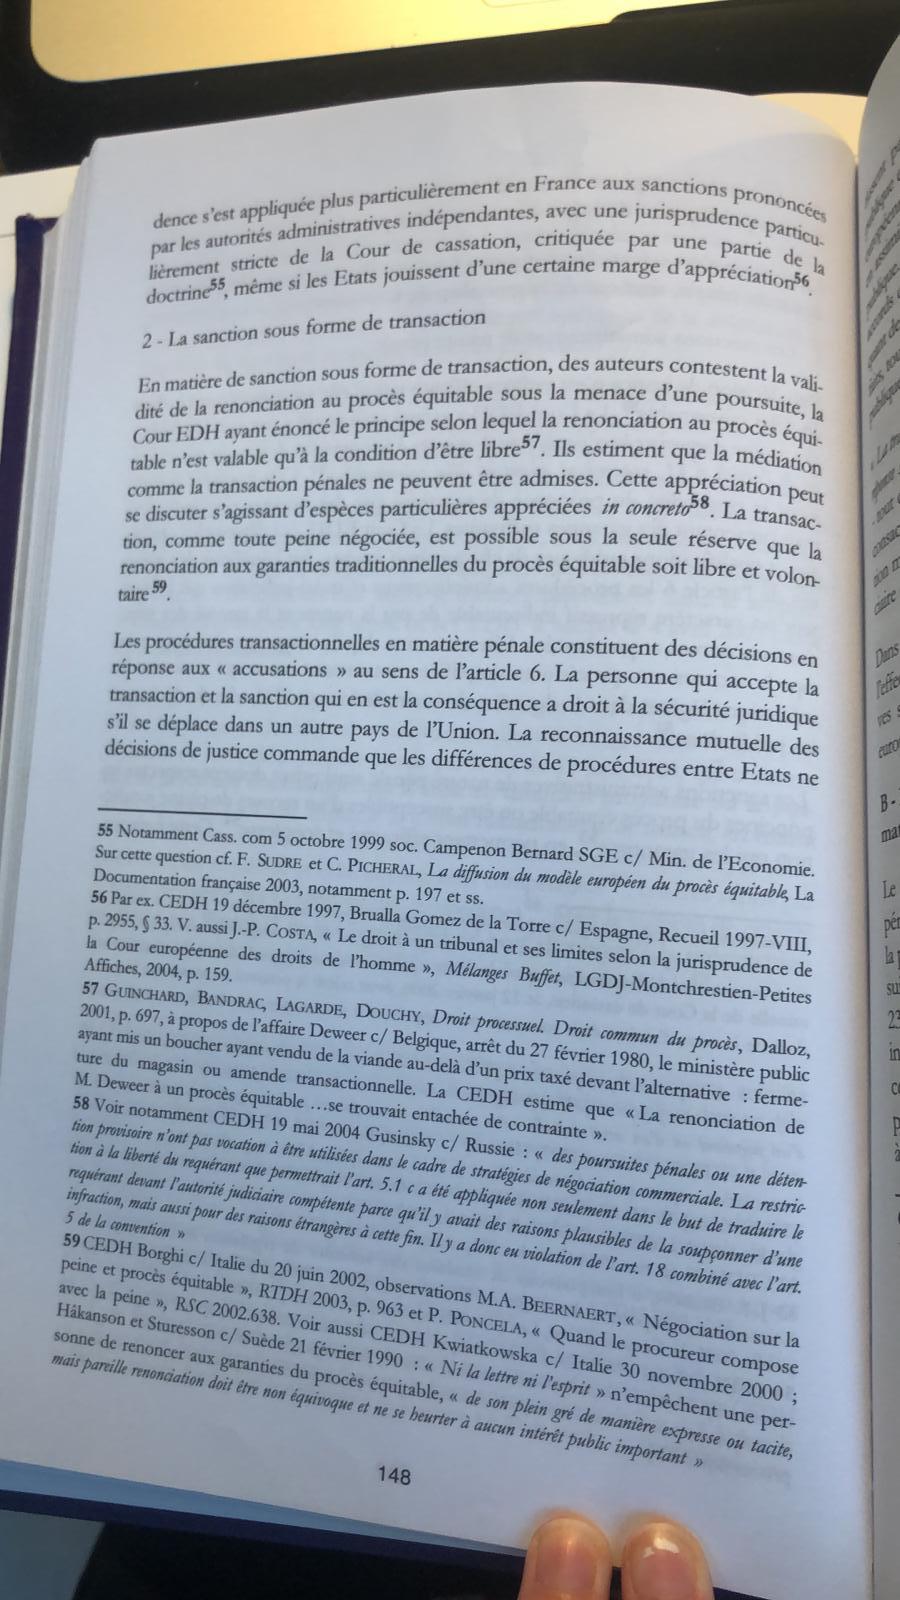 dence s'est appliquée plus particulièrement en France aux sanctions prononcées
par les autorités administratives indépendantes, avec une jurisprudence particu-
lièrement stricte de la Cour de cassation, critiquée par une partie de la
doctrine55, même si les Etats jouissent d'une certaine marge d'appréciation56.
2 - La sanction sous forme de transaction
En matière de sanction sous forme de transaction, des auteurs contestent la vali-
dité de la renonciation au procès équitable sous la menace d'une poursuite, la
Cour EDH ayant énoncé le principe selon lequel la renonciation au procès équi-
table n'est valable qu'à la condition d'être libre57. Ils estiment que la médiation
comme la transaction pénales ne peuvent être admises. Cette appréciation peut
se discuter s'agissant d'espèces particulières appréciées in concreto58. La transac-
tion, comme toute peine négociée, est possible sous la seule réserve que la
renonciation aux garanties traditionnelles du procès équitable soit libre et volon-
taire59.
Les procédures transactionnelles en matière pénale constituent des décisions en
réponse aux « accusations » au sens de l'article 6. La personne qui accepte la
transaction et la sanction qui en est la conséquence a droit à la sécurité juridique
s'il se déplace dans un autre pays de l'Union. La reconnaissance mutuelle des
décisions de justice commande que les différences de procédures entre Etats ne
55 Notamment Cass. com 5 octobre 1999 soc. Campenon Bernard SGE c/ Min. de l'Economie.
Sur cette question cf. F. SUDRE et C. PICHERAL, La diffusion du modèle européen du procès équitable, La
Documentation française 2003, notamment p. 197 et ss.
56 Par ex. CEDH 19 décembre 1997, Brualla Gomez de la Torre c/ Espagne, Recueil 1997-VIII,
p. 2955, § 33. V. aussi J.-P. COSTA, « Le droit à un tribunal et ses limites selon la jurisprudence de
la Cour européenne des droits de l'homme », Mélanges Buffet, LGDJ-Montchrestien-Petites
Affiches, 2004, p. 159.
57 GUINCHARD, BANDRAC, LAGARDE, DOUCHY, Droit processuel. Droit commun du procès, Dalloz,
2001, p. 697, à propos de l'affaire Deweer c/ Belgique, arrêt du 27 février 1980, le ministère public
ayant mis un boucher ayant vendu de la viande au-delà d'un prix taxé devant l'alternative : ferme-
ture du magasin ou amende transactionnelle. La CEDH estime que « La renonciation de
M. Deweer à un procès équitable ...se trouvait entachée de contrainte ».
58 Voir notamment CEDH 19 mai 2004 Gusinsky c/ Russie : « des poursuites pénales ou une déten-
tion provisoire n'ont pas vocation à être utilisées dans le cadre de stratégies de négociation commerciale. La restric-
tion à la liberté du requérant que permettrait l'art. 5.1 c a été appliquée non seulement dans le but de traduire le
requérant devant l'autorité judiciaire compétente parce qu'il y avait des raisons plausibles de la soupçonner d'une
infraction, mais aussi pour des raisons étrangères à cette fin. Il y a donc eu violation de l'art. 18 combiné avec l'art.
5 de la convention »
59 CEDH Borghi c/ Italie du 20 juin 2002, observations M.A. BEERNAERT, « Négociation sur la
peine et procès équitable », RTDH 2003, p. 963 et P. PONCELA, « Quand le procureur compose
avec la peine », RSC 2002.638. Voir aussi CEDH Kwiatkowska c/ Italie 30 novembre 2000 ;
Håkanson et Sturesson c/ Suède 21 février 1990 : « Ni la lettre ni l'esprit » n'empêchent une per-
sonne de renoncer aux garanties du procès équitable, « de son plein gré de manière expresse ou tacite,
mais pareille renonciation doit être non équivoque et ne se heurter à aucun intérêt public important »
148